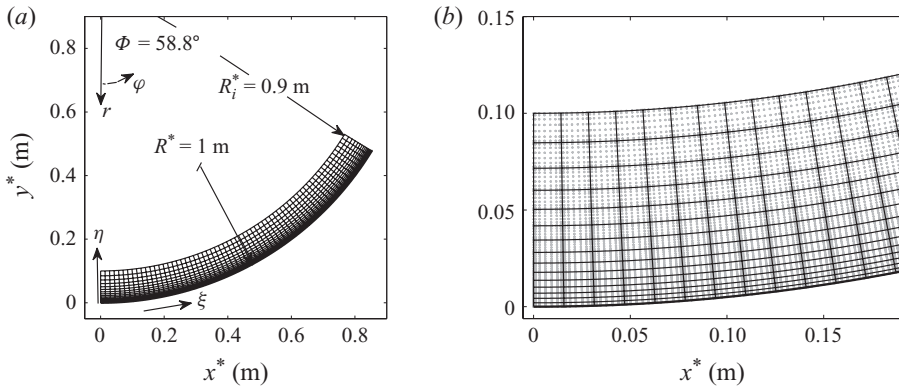 (a)
0.8
0.6
0.4
0.2
0
y* (m)
Φ = 58.8°
φ
r
R_i^* = 0.9 m
R^* = 1 m
η
ξ
0 0.2 0.4 0.6 0.8
x* (m)
(b)
0.15
0.10
0.05
0
0 0.05 0.10 0.15
x* (m)